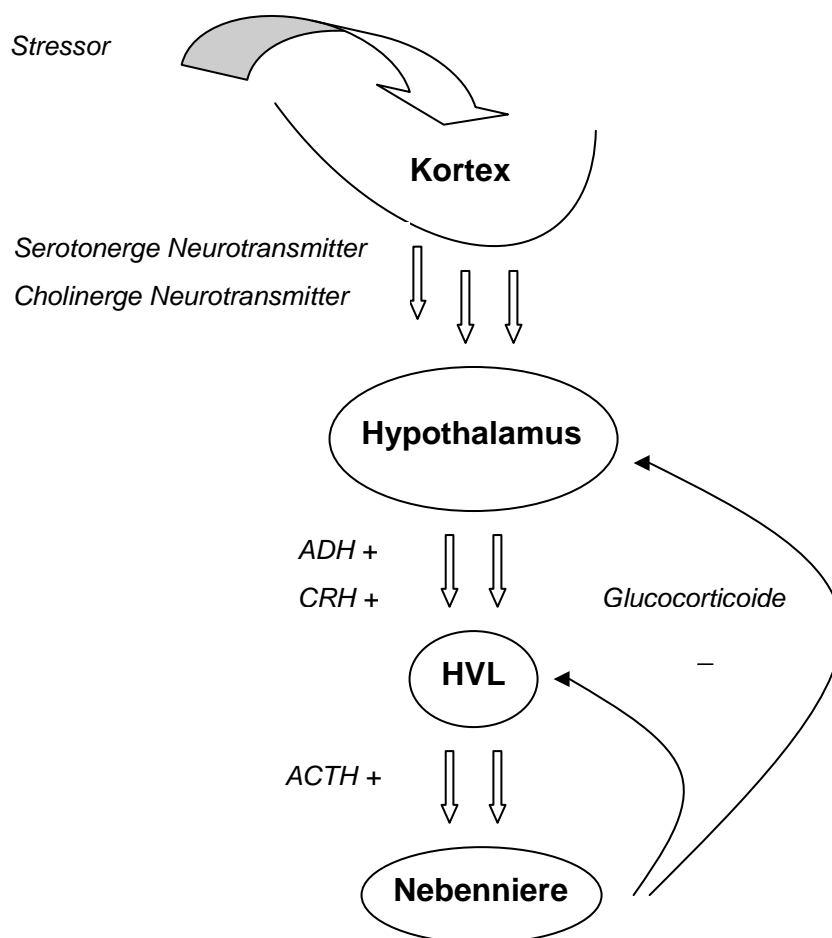 Stressor
Kortex
Serotonerge Neurotransmitter
Cholinerge Neurotransmitter
Hypothalamus
ADH +
CRH +
Glucocorticoide
–
HVL
ACTH +
Nebenniere